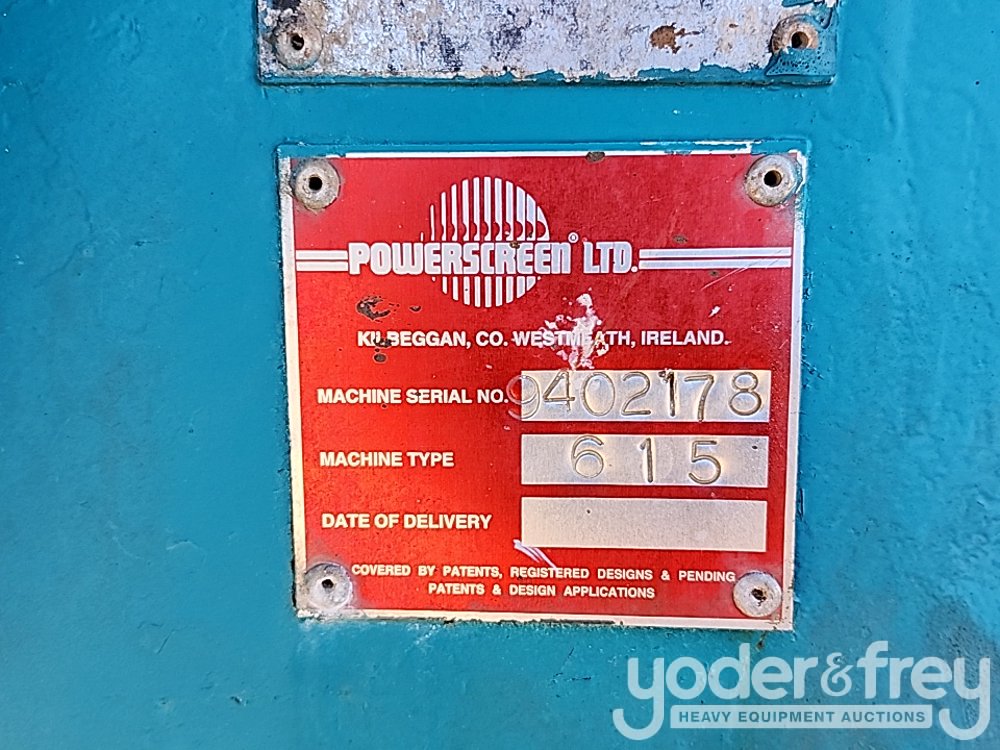 POWERSCREEN® LTD.
KILBEGGAN, CO. WESTMEATH, IRELAND.
MACHINE SERIAL NO. 9402178
MACHINE TYPE 615
DATE OF DELIVERY
COVERED BY PATENTS, REGISTERED DESIGNS & PENDING
PATENTS & DESIGN APPLICATIONS
yoder&frey
HEAVY EQUIPMENT AUCTIONS